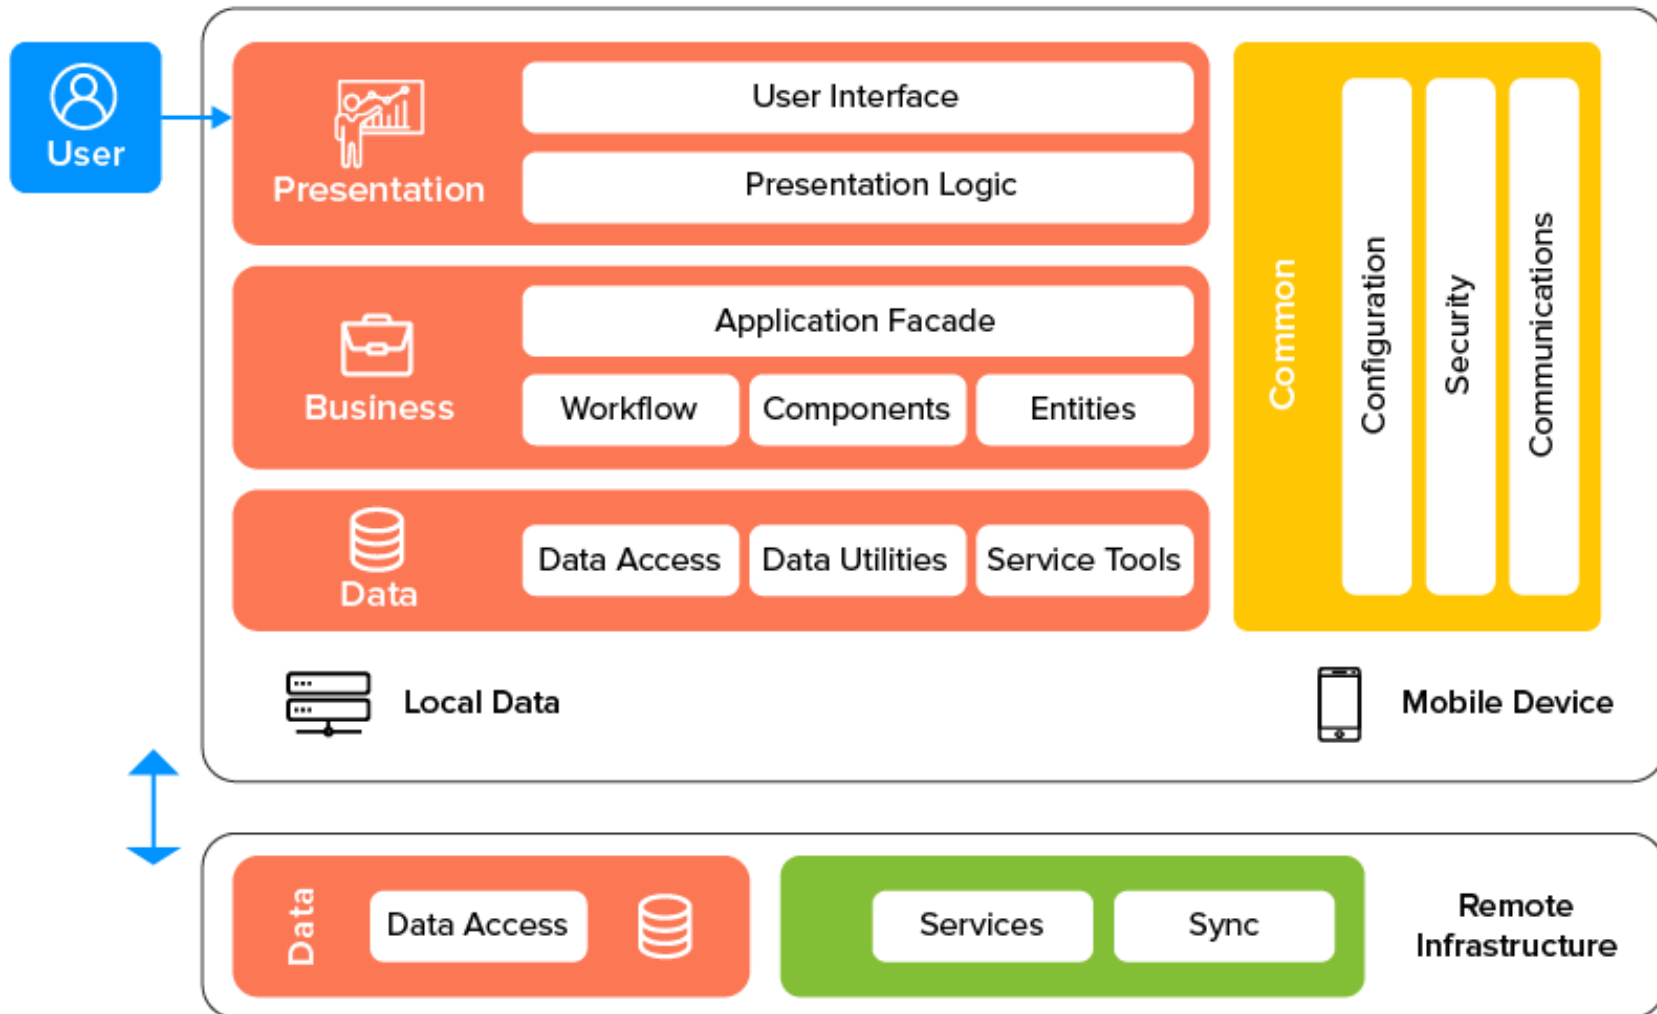 User
Presentation
User Interface
Presentation Logic
Business
Application Facade
Workflow
Components
Entities
Data
Data Access
Data Utilities
Service Tools
Common
Configuration
Security
Communications
Local Data
Mobile Device
Data
Data Access
Services
Sync
Remote
Infrastructure